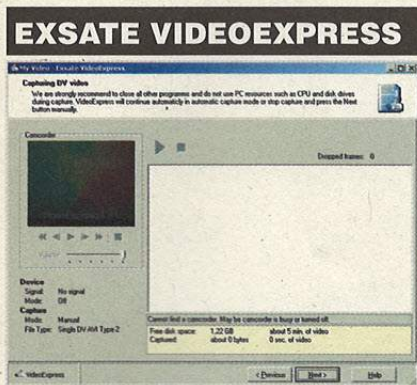 EXSATE VIDEOEXPRESS
My Video - Exsate VideoExpress
Capturing DV video
We are strongly recommend to close all other programms and do not use PC resources such as CPU and disk drives
during capture. VideoExpress will continue automaticly in automatic capture mode or stop capture and press the Next
button manually.
Camcorder
Dropped frames: 0
Volume
Device
Signal: No signal
Mode: Off
Capture
Mode: Manual
File Type: Single DV-AVI Type-2
Cannot find a camcorder. May be camcorder is busy or turned off.
Free disk space: 1,22 GB about 5 min. of video
Captured: about 0 bytes 0 sec. of video
VideoExpress
< Previous
Next >
Help